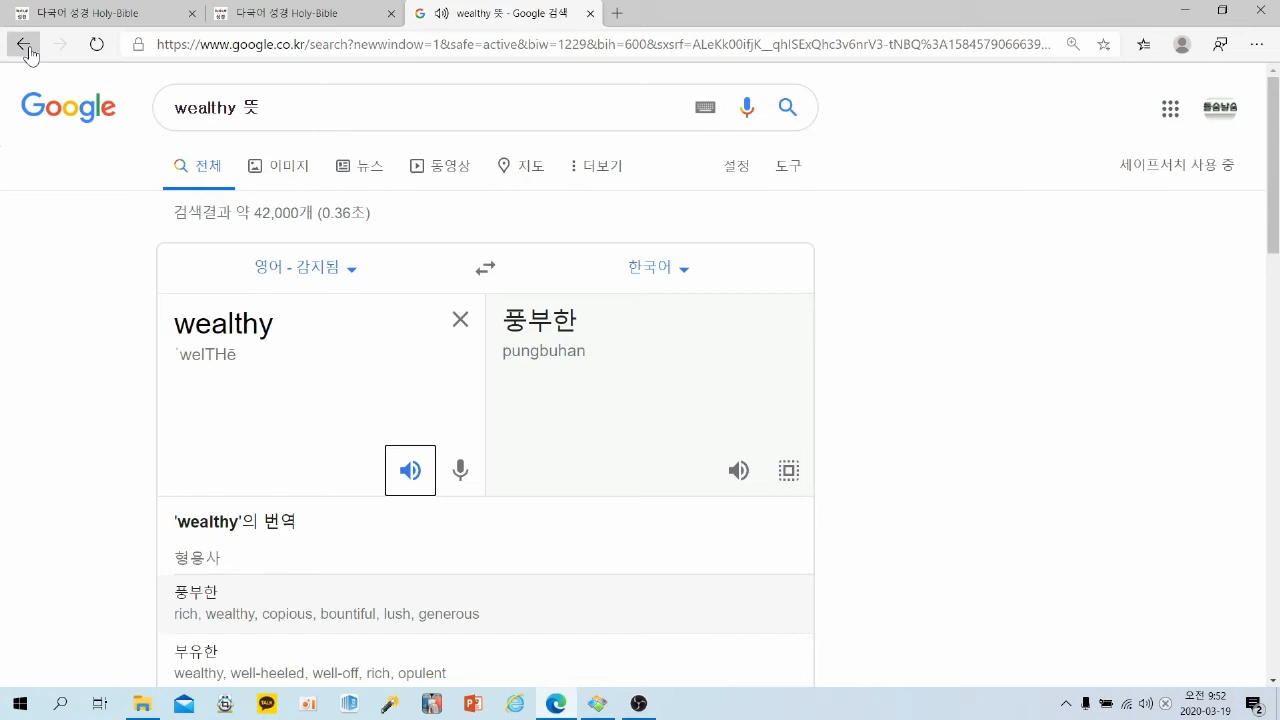 다국어 성경 Holy-Bible
다국어 성경 Holy-Bible
wealthy 뜻 - Google 검색
https://www.google.co.kr/search?newwindow=1&safe=active&biw=1229&bih=600&sxsrf=ALeKk00ifjK__qhISExQhc3v6nrV3-tNBQ%3A1584579066639...
Google
wealthy 뜻
돌솜날솜
전체
이미지
뉴스
동영상
지도
더보기
설정
도구
세이프서치 사용 중
검색결과 약 42,000개 (0.36초)
영어 - 감지됨
한국어
wealthy
ˈwelTHē
풍부한
pungbuhan
'wealthy'의 번역
형용사
풍부한
rich, wealthy, copious, bountiful, lush, generous
부유한
wealthy, well-heeled, well-off, rich, opulent
TALK
오전 9:52
2020-03-19
2